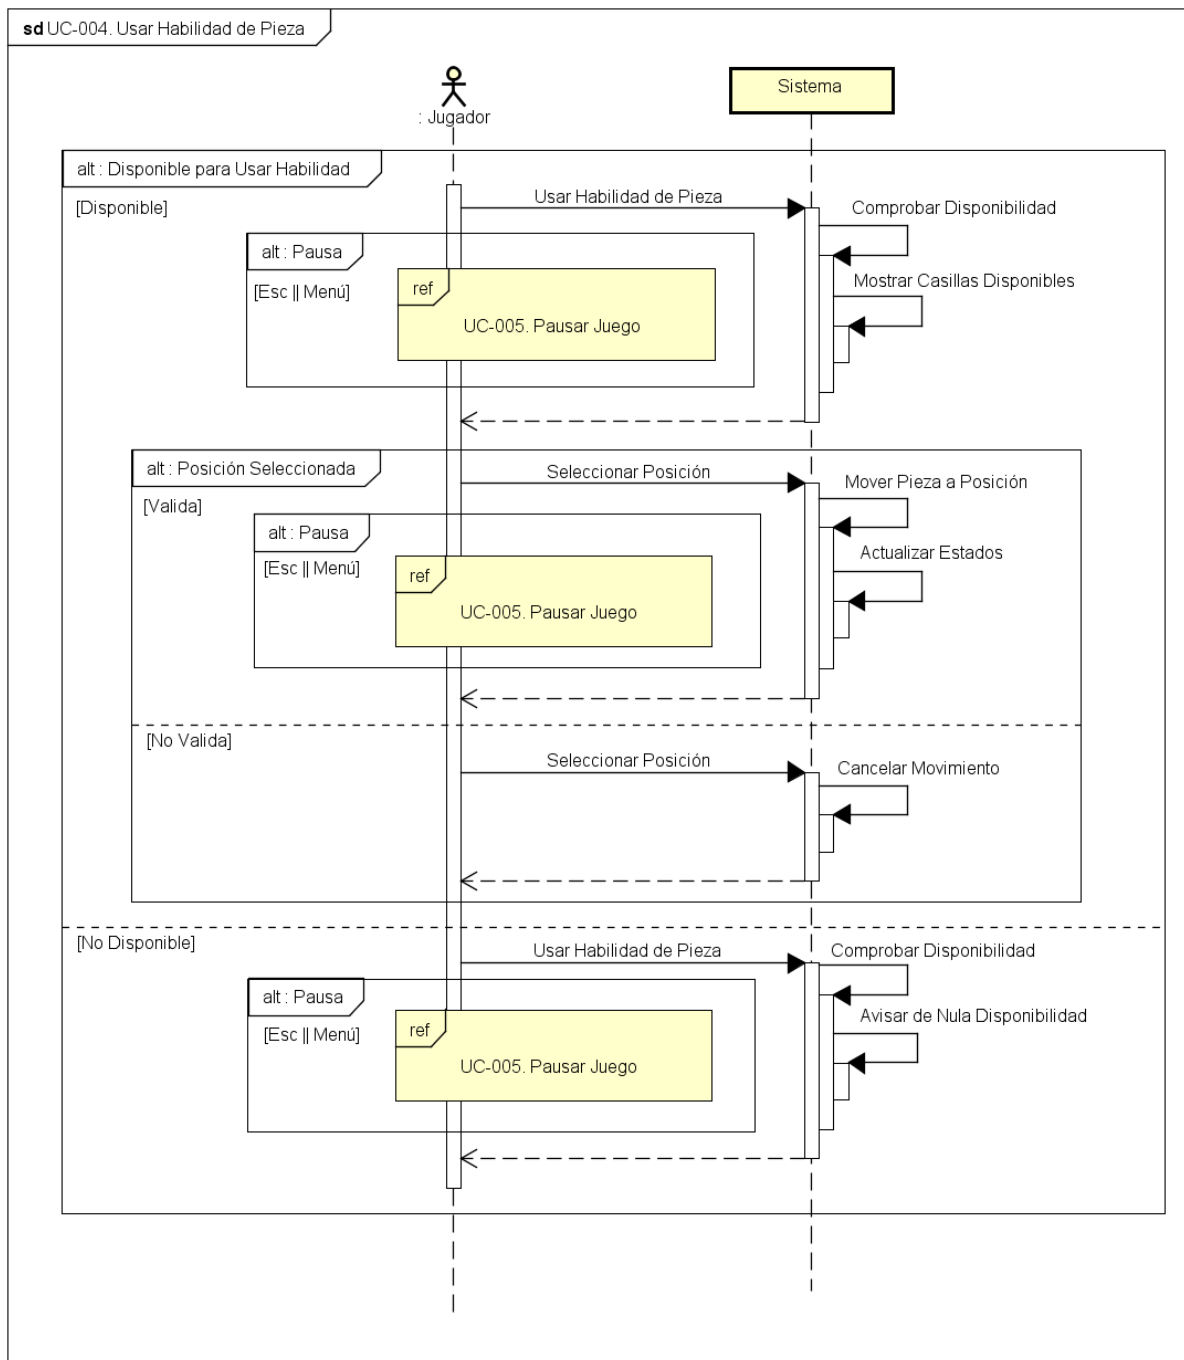 sd UC-004. Usar Habilidad de Pieza
: Jugador
Sistema
alt : Disponible para Usar Habilidad
[Disponible]
Usar Habilidad de Pieza
Comprobar Disponibilidad
alt : Pausa
[Esc || Menú]
ref
UC-005. Pausar Juego
Mostrar Casillas Disponibles
alt : Posición Seleccionada
[Valida]
Seleccionar Posición
Mover Pieza a Posición
alt : Pausa
[Esc || Menú]
ref
UC-005. Pausar Juego
Actualizar Estados
[No Valida]
Seleccionar Posición
Cancelar Movimiento
[No Disponible]
Usar Habilidad de Pieza
Comprobar Disponibilidad
alt : Pausa
[Esc || Menú]
ref
UC-005. Pausar Juego
Avisar de Nula Disponibilidad